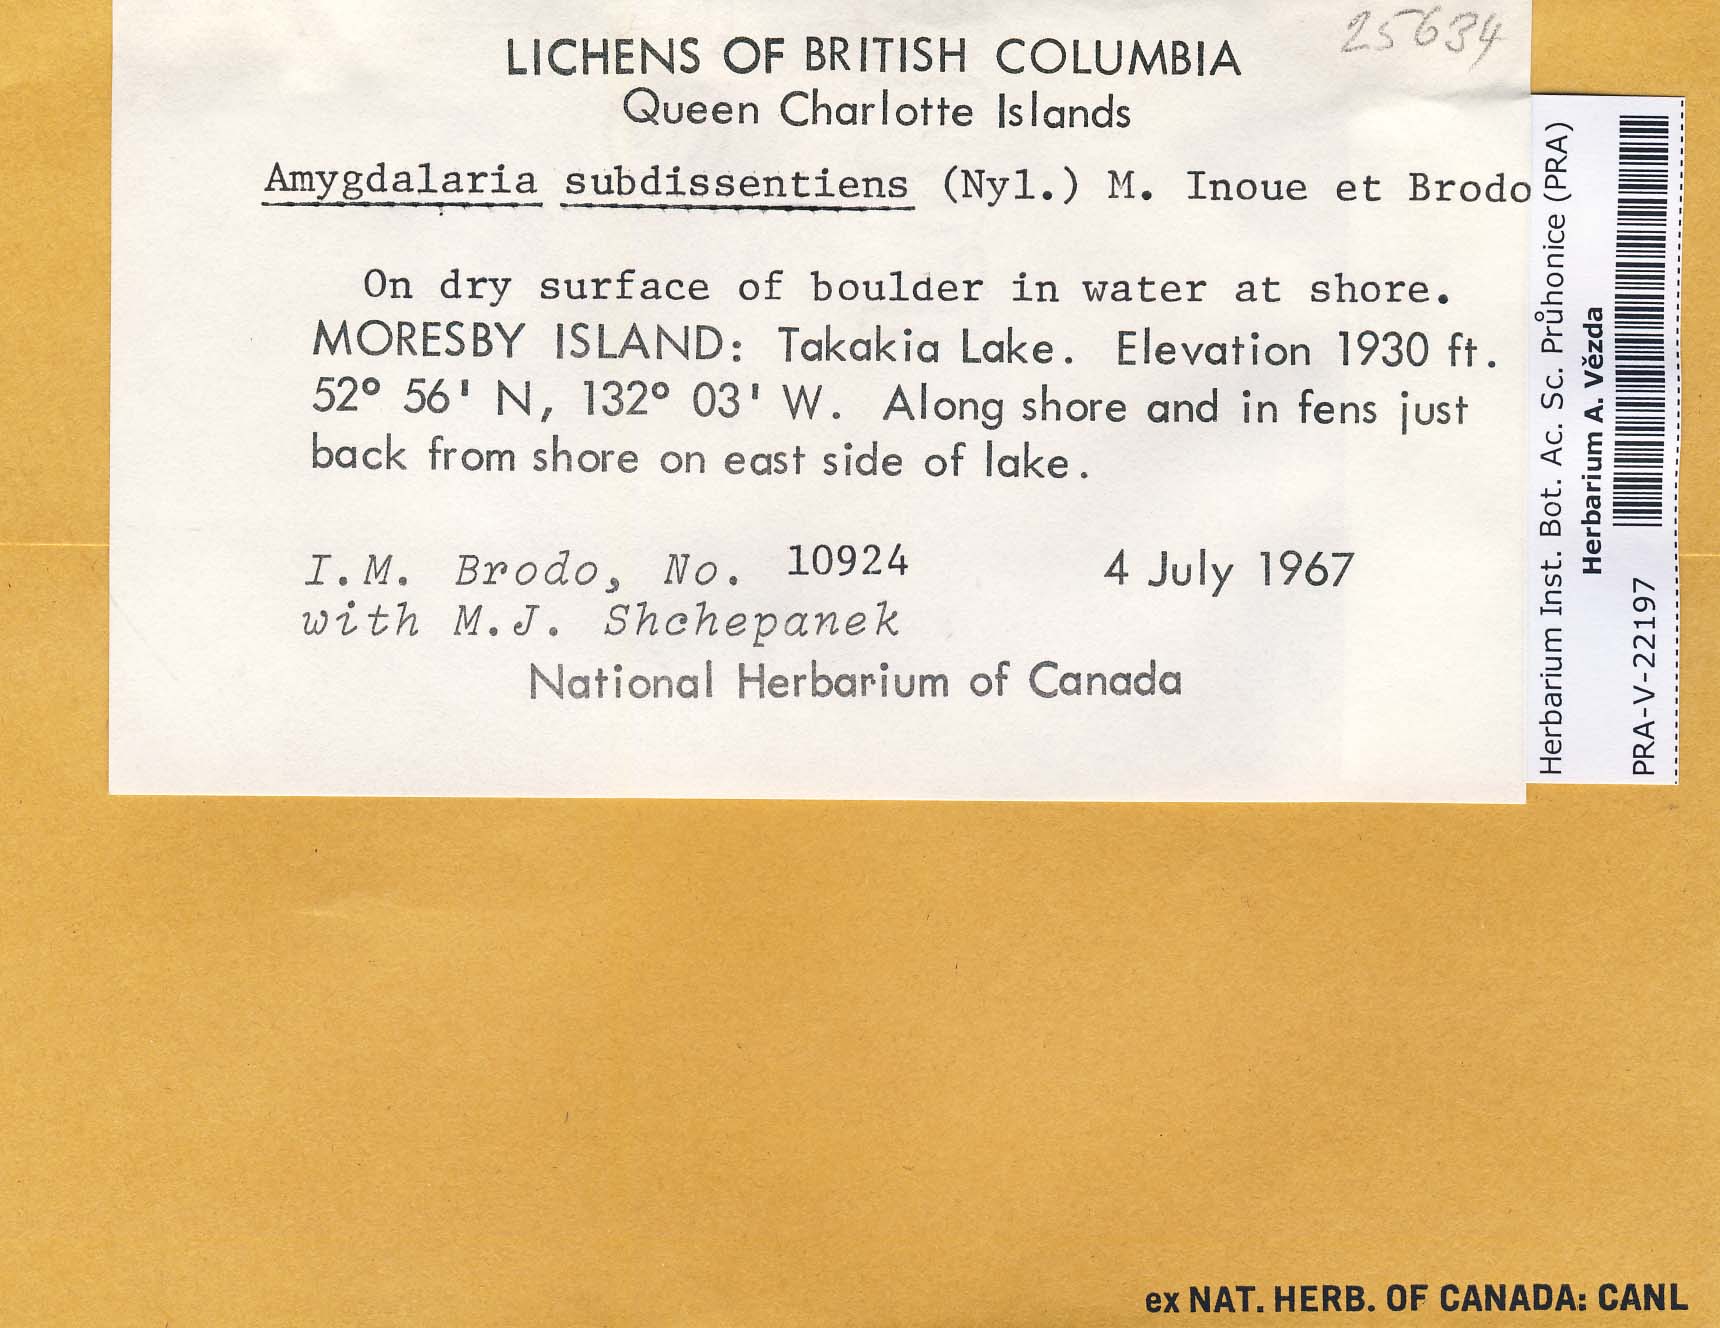 25634
LICHENS OF BRITISH COLUMBIA
Queen Charlotte Islands
Amygdalaria subdissentiens (Nyl.) M. Inoue et Brodo
On dry surface of boulder in water at shore.
MORESBY ISLAND: Takakia Lake. Elevation 1930 ft.
52° 56' N, 132° 03' W. Along shore and in fens just
back from shore on east side of lake.
I.M. Brodo, No. 10924 4 July 1967
with M.J. Shchepanek
National Herbarium of Canada
Herbarium Inst. Bot. Ac. Sc. Průhonice (PRA)
Herbarium A. Vězda
PRA-V-22197
ex NAT. HERB. OF CANADA: CANL